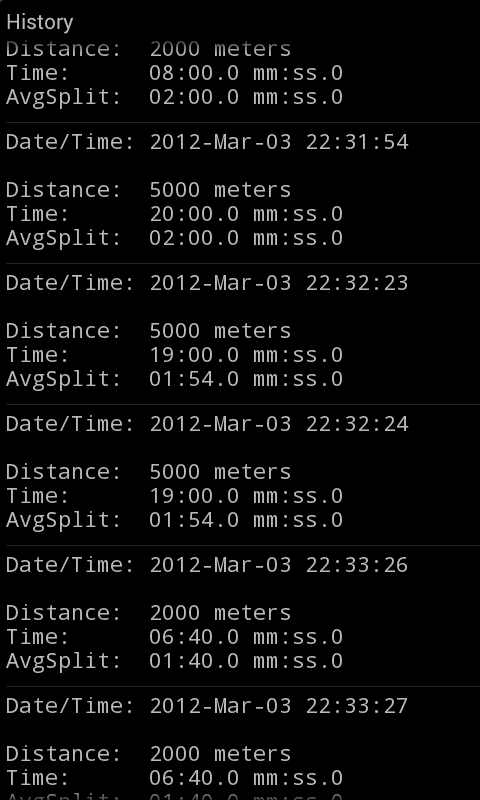 History
Distance: 2000 meters
Time: 08:00.0 mm:ss.0
AvgSplit: 02:00.0 mm:ss.0
Date/Time: 2012-Mar-03 22:31:54
Distance: 5000 meters
Time: 20:00.0 mm:ss.0
AvgSplit: 02:00.0 mm:ss.0
Date/Time: 2012-Mar-03 22:32:23
Distance: 5000 meters
Time: 19:00.0 mm:ss.0
AvgSplit: 01:54.0 mm:ss.0
Date/Time: 2012-Mar-03 22:32:24
Distance: 5000 meters
Time: 19:00.0 mm:ss.0
AvgSplit: 01:54.0 mm:ss.0
Date/Time: 2012-Mar-03 22:33:26
Distance: 2000 meters
Time: 06:40.0 mm:ss.0
AvgSplit: 01:40.0 mm:ss.0
Date/Time: 2012-Mar-03 22:33:27
Distance: 2000 meters
Time: 06:40.0 mm:ss.0
AvgSplit: 01:40.0 mm:ss.0